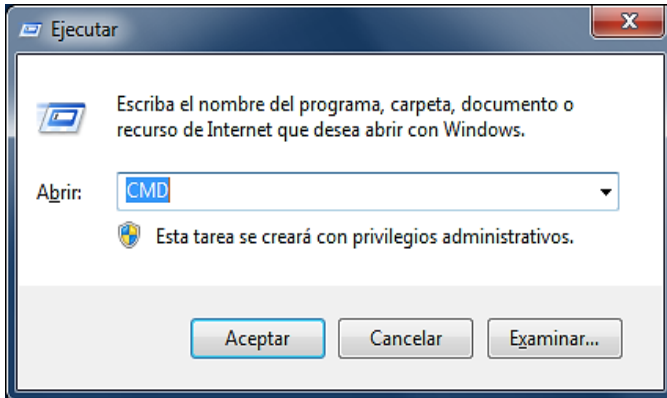 Ejecutar
Escriba el nombre del programa, carpeta, documento o
recurso de Internet que desea abrir con Windows.
Abrir: CMD
Esta tarea se creará con privilegios administrativos.
Aceptar Cancelar Examinar...